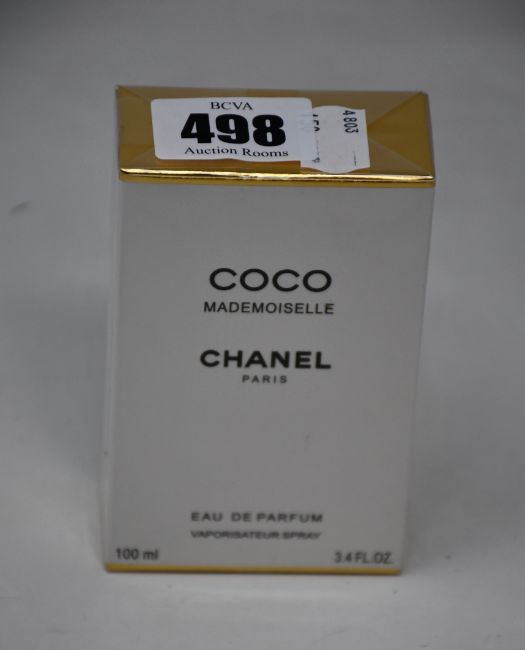 BCVA
498
Auction Rooms
4803
COCO
MADEMOISELLE
CHANEL
PARIS
EAU DE PARFUM
VAPORISATEUR SPRAY
100 ml
3.4 FL.OZ.